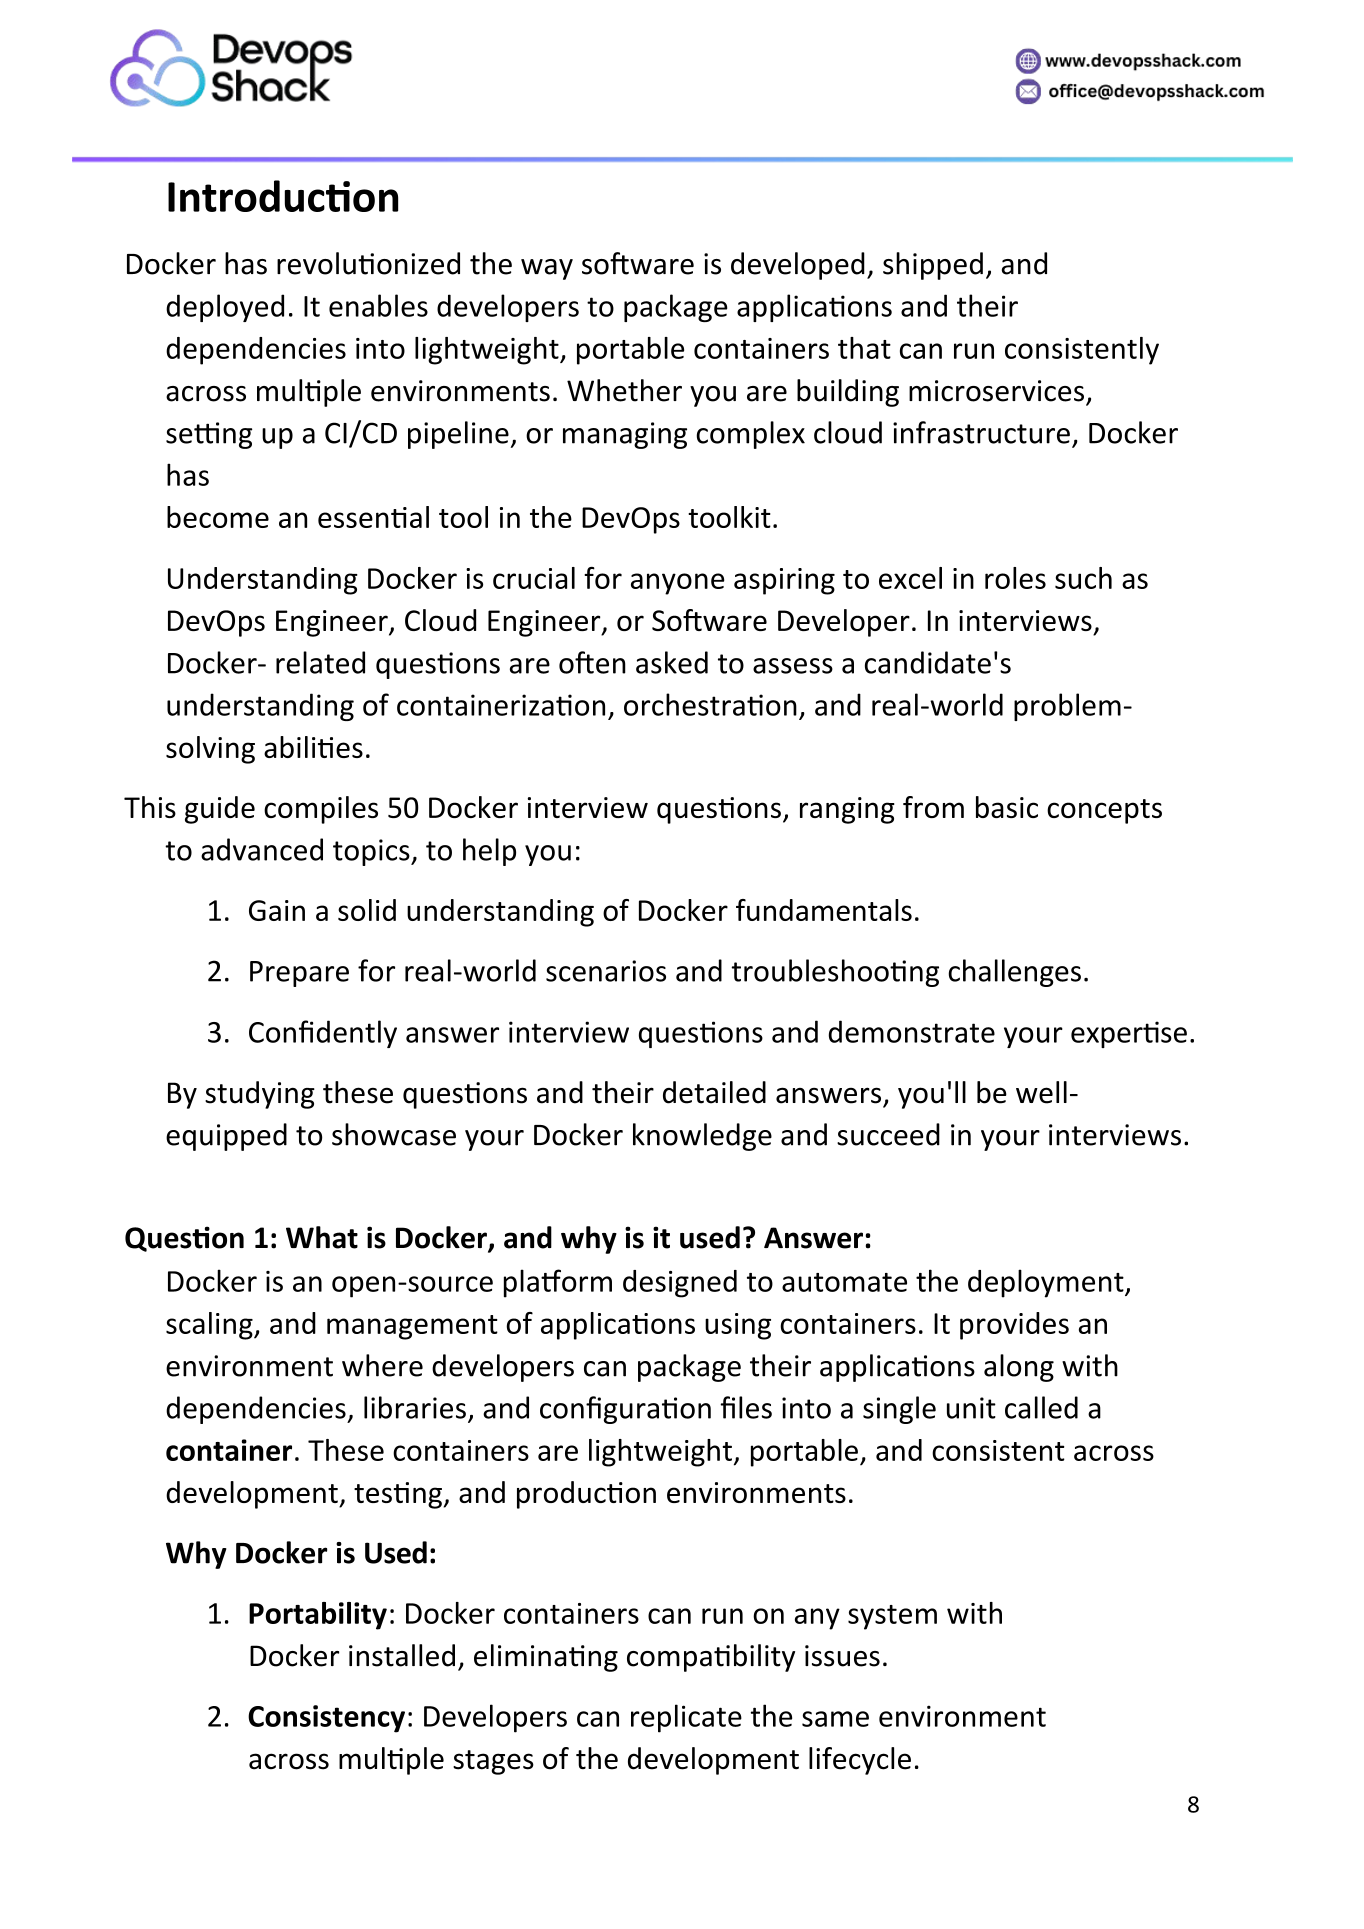 Devops
Shack
www.devopsshack.com
office@devopsshack.com
Introduction
Docker has revolutionized the way software is developed, shipped, and
deployed. It enables developers to package applications and their
dependencies into lightweight, portable containers that can run consistently
across multiple environments. Whether you are building microservices,
setting up a CI/CD pipeline, or managing complex cloud infrastructure, Docker
has
become an essential tool in the DevOps toolkit.
Understanding Docker is crucial for anyone aspiring to excel in roles such as
DevOps Engineer, Cloud Engineer, or Software Developer. In interviews,
Docker- related questions are often asked to assess a candidate's
understanding of containerization, orchestration, and real-world problem-
solving abilities.
This guide compiles 50 Docker interview questions, ranging from basic concepts
to advanced topics, to help you:
1. Gain a solid understanding of Docker fundamentals.
2. Prepare for real-world scenarios and troubleshooting challenges.
3. Confidently answer interview questions and demonstrate your expertise.
By studying these questions and their detailed answers, you'll be well-
equipped to showcase your Docker knowledge and succeed in your interviews.
Question 1: What is Docker, and why is it used? Answer:
Docker is an open-source platform designed to automate the deployment,
scaling, and management of applications using containers. It provides an
environment where developers can package their applications along with
dependencies, libraries, and configuration files into a single unit called a
container. These containers are lightweight, portable, and consistent across
development, testing, and production environments.
Why Docker is Used:
1. Portability: Docker containers can run on any system with
Docker installed, eliminating compatibility issues.
2. Consistency: Developers can replicate the same environment
across multiple stages of the development lifecycle.
8